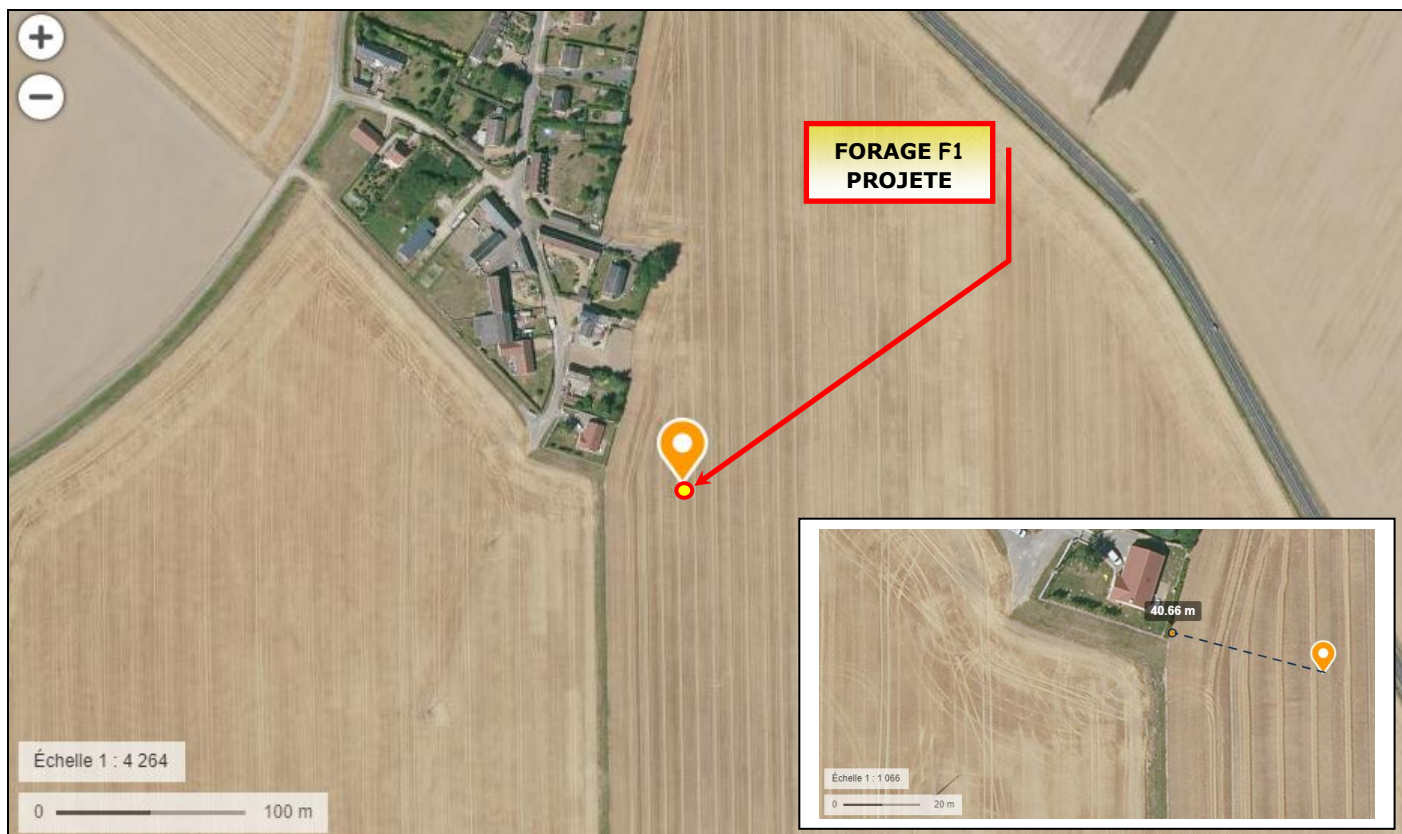 +
−
FORAGE F1
PROJETE
40.66 m
Échelle 1 : 1 066
0 20 m
Échelle 1 : 4 264
0 100 m